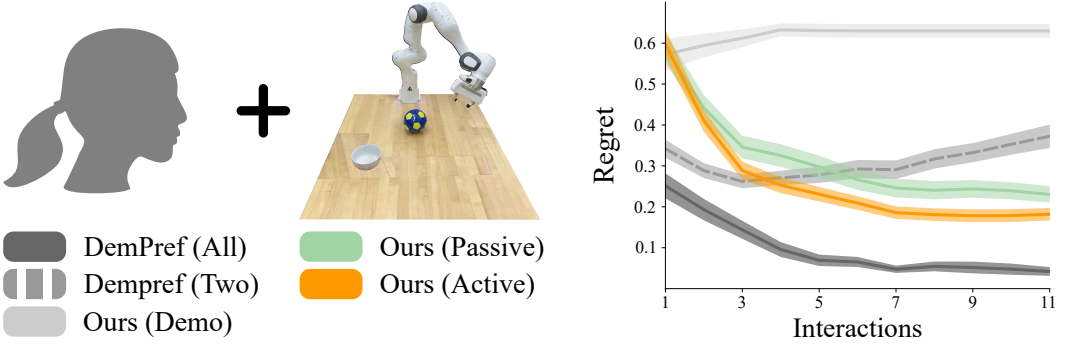 DemPref (All)
Dempref (Two)
Ours (Demo)
Ours (Passive)
Ours (Active)
Regret
0.6
0.5
0.4
0.3
0.2
0.1
1 3 5 7 9 11
Interactions